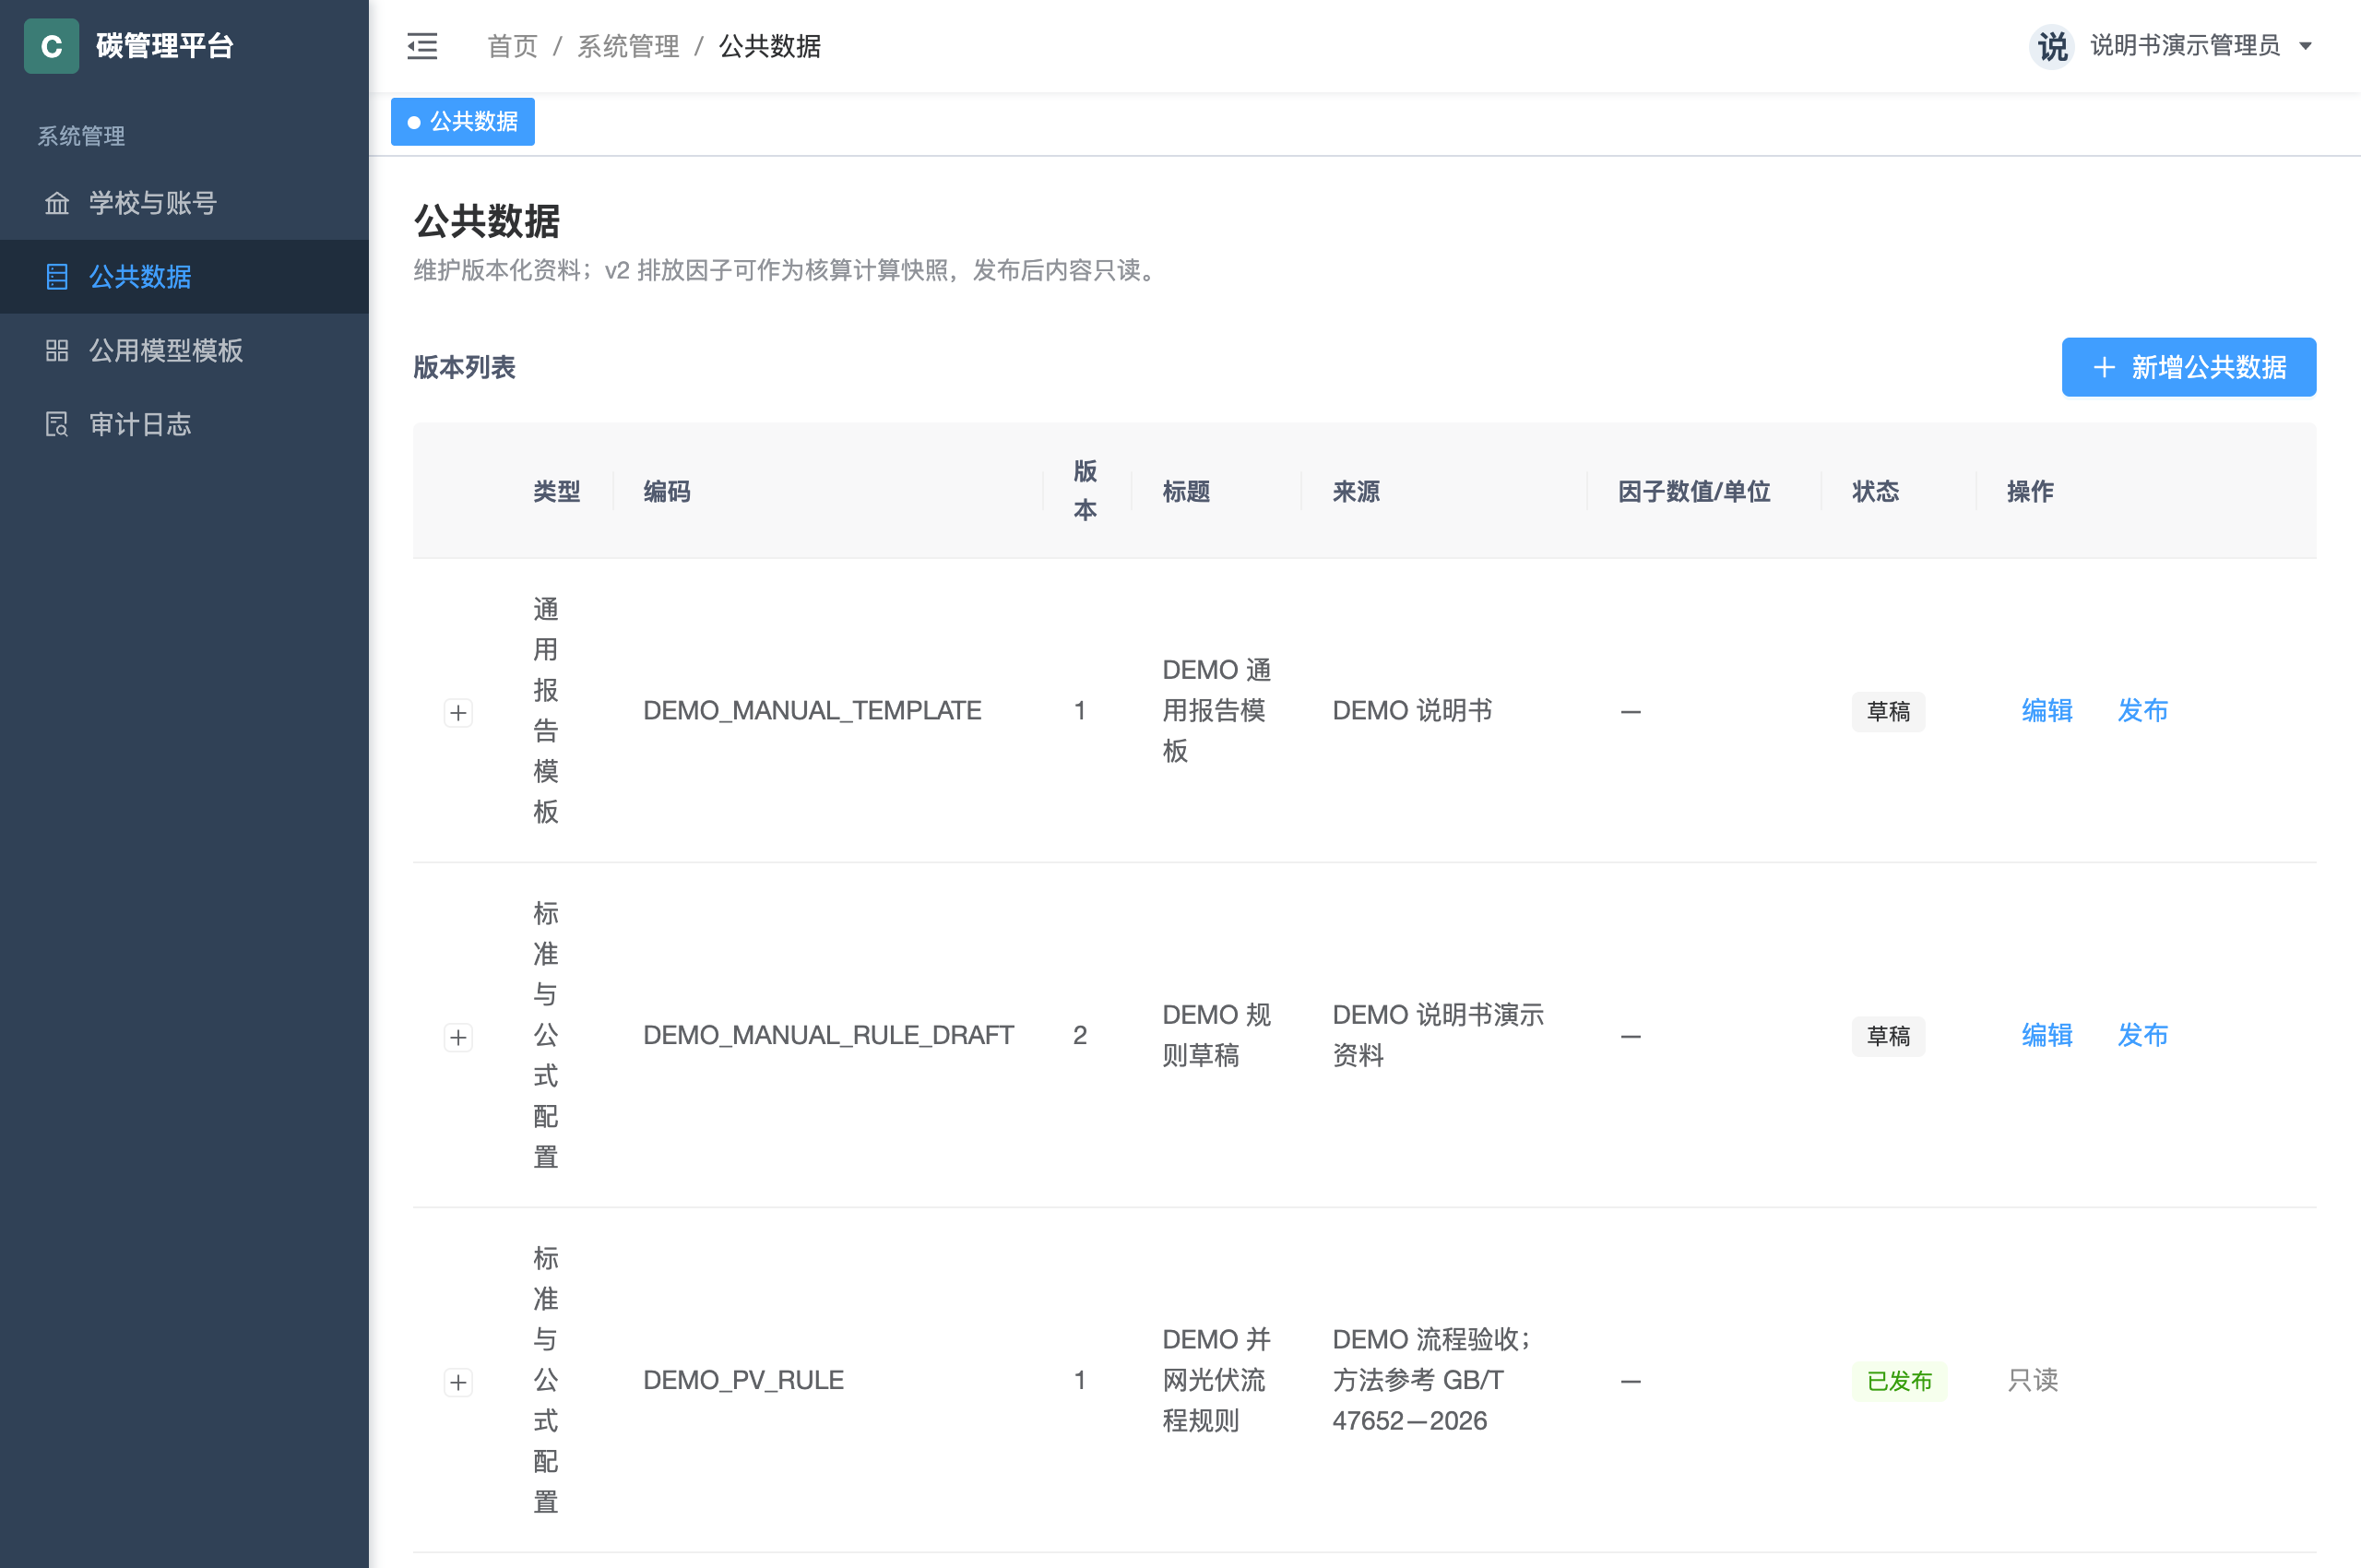 C 碳管理平台
首页 / 系统管理 / 公共数据
说 说明书演示管理员
系统管理
学校与账号
公共数据
公用模型模板
审计日志
公共数据
公共数据
维护版本化资料；v2 排放因子可作为核算计算快照，发布后内容只读。
版本列表
+ 新增公共数据
类型
编码
版
本
标题
来源
因子数值/单位
状态
操作
通
用
报
告
模
板
DEMO_MANUAL_TEMPLATE
1
DEMO 通
用报告模
板
DEMO 说明书
—
草稿
编辑 发布
标
准
与
公
式
配
置
DEMO_MANUAL_RULE_DRAFT
2
DEMO 规
则草稿
DEMO 说明书演示
资料
—
草稿
编辑 发布
标
准
与
公
式
配
置
DEMO_PV_RULE
1
DEMO 并
网光伏流
程规则
DEMO 流程验收；
方法参考 GB/T
47652—2026
—
已发布
只读